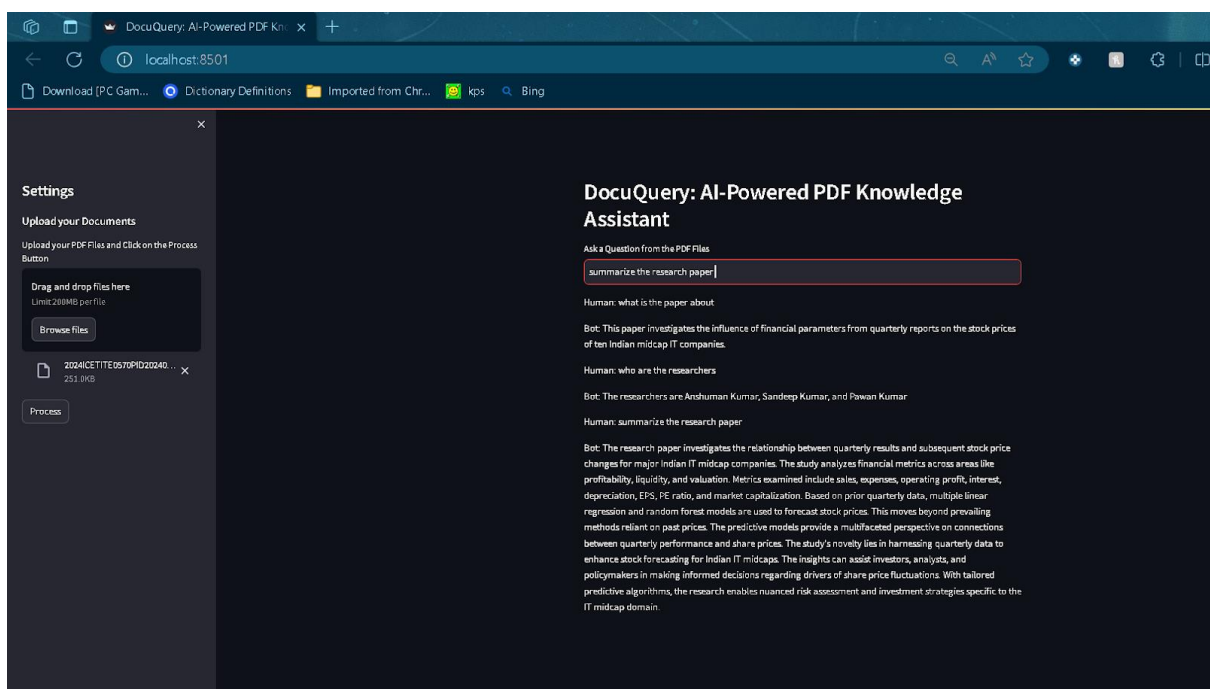 DocuQuery: AI-Powered PDF Kn
localhost:8501
Download [PC Gam...
Dictionary Definitions
Imported from Chr...
kps
Bing
Settings
Upload your Documents
Upload your PDF Files and Click on the Process
Button
Drag and drop files here
Limit 200MB per file
Browse files
2024ICETITE0570PID20240...
251.0KB
Process
DocuQuery: AI-Powered PDF Knowledge
Assistant
Ask a Question from the PDF Files
summarize the research paper
Human: what is the paper about
Bot: This paper investigates the influence of financial parameters from quarterly reports on the stock prices
of ten Indian midcap IT companies.
Human: who are the researchers
Bot: The researchers are Anshuman Kumar, Sandeep Kumar, and Pawan Kumar
Human: summarize the research paper
Bot: The research paper investigates the relationship between quarterly results and subsequent stock price
changes for major Indian IT midcap companies. The study analyzes financial metrics across areas like
profitability, liquidity, and valuation. Metrics examined include sales, expenses, operating profit, interest,
depreciation, EPS, PE ratio, and market capitalization. Based on prior quarterly data, multiple linear
regression and random forest models are used to forecast stock prices. This moves beyond prevailing
methods reliant on past prices. The predictive models provide a multifaceted perspective on connections
between quarterly performance and share prices. The study's novelty lies in harnessing quarterly data to
enhance stock forecasting for Indian IT midcaps. The insights can assist investors, analysts, and
policymakers in making informed decisions regarding drivers of share price fluctuations. With tailored
predictive algorithms, the research enables nuanced risk assessment and investment strategies specific to the
IT midcap domain.